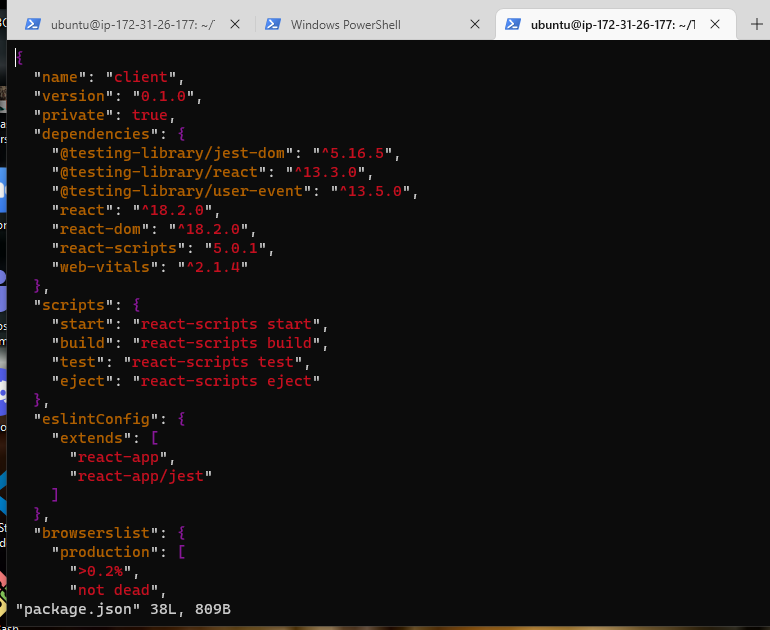 ubuntu@ip-172-31-26-177: ~/
Windows PowerShell
ubuntu@ip-172-31-26-177: ~/1
{
  "name": "client",
  "version": "0.1.0",
  "private": true,
  "dependencies": {
    "@testing-library/jest-dom": "^5.16.5",
    "@testing-library/react": "^13.3.0",
    "@testing-library/user-event": "^13.5.0",
    "react": "^18.2.0",
    "react-dom": "^18.2.0",
    "react-scripts": "5.0.1",
    "web-vitals": "^2.1.4"
  },
  "scripts": {
    "start": "react-scripts start",
    "build": "react-scripts build",
    "test": "react-scripts test",
    "eject": "react-scripts eject"
  },
  "eslintConfig": {
    "extends": [
      "react-app",
      "react-app/jest"
    ]
  },
  "browserslist": {
    "production": [
      ">0.2%",
      "not dead",
"package.json" 38L, 809B